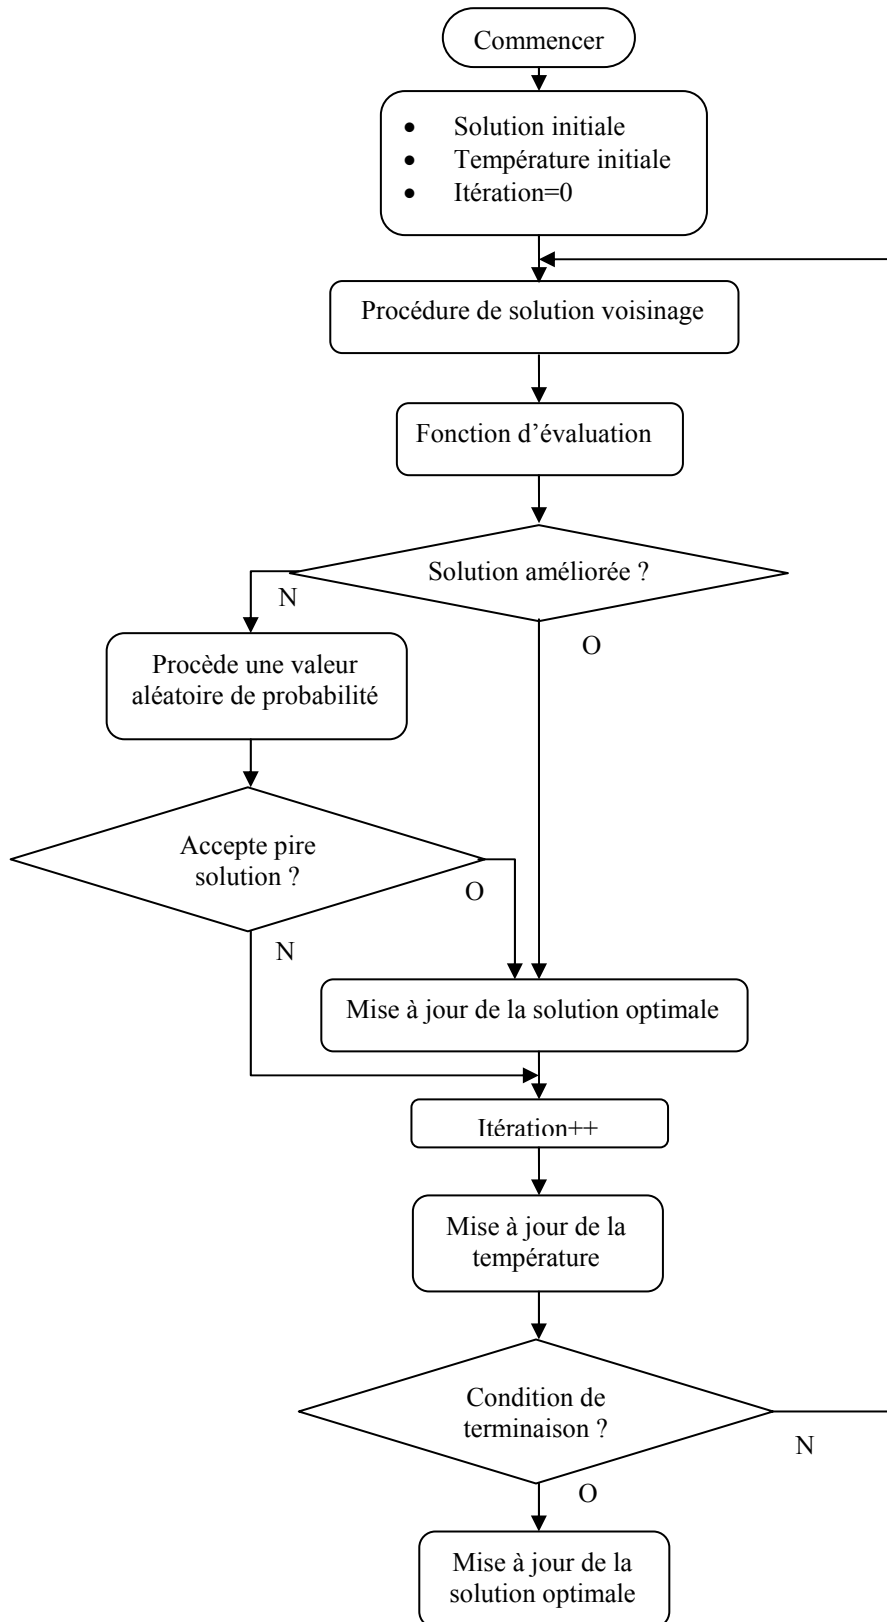 Commencer
• Solution initiale
• Température initiale
• Itération=0
Procédure de solution voisinage
Fonction d’évaluation
Solution améliorée ?
N
O
Procède une valeur
aléatoire de probabilité
Accepte pire
solution ?
O
N
Mise à jour de la solution optimale
Itération++
Mise à jour de la
température
Condition de
terminaison ?
N
O
Mise à jour de la
solution optimale